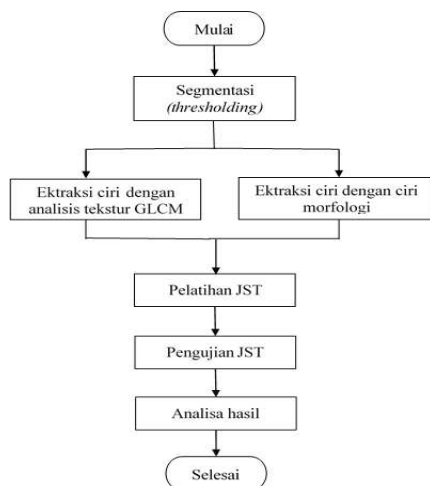 Mulai
Segmentasi
(thresholding)
Ektraksi ciri dengan
analisis tekstur GLCM
Ektraksi ciri dengan ciri
morfologi
Pelatihan JST
Pengujian JST
Analisa hasil
Selesai